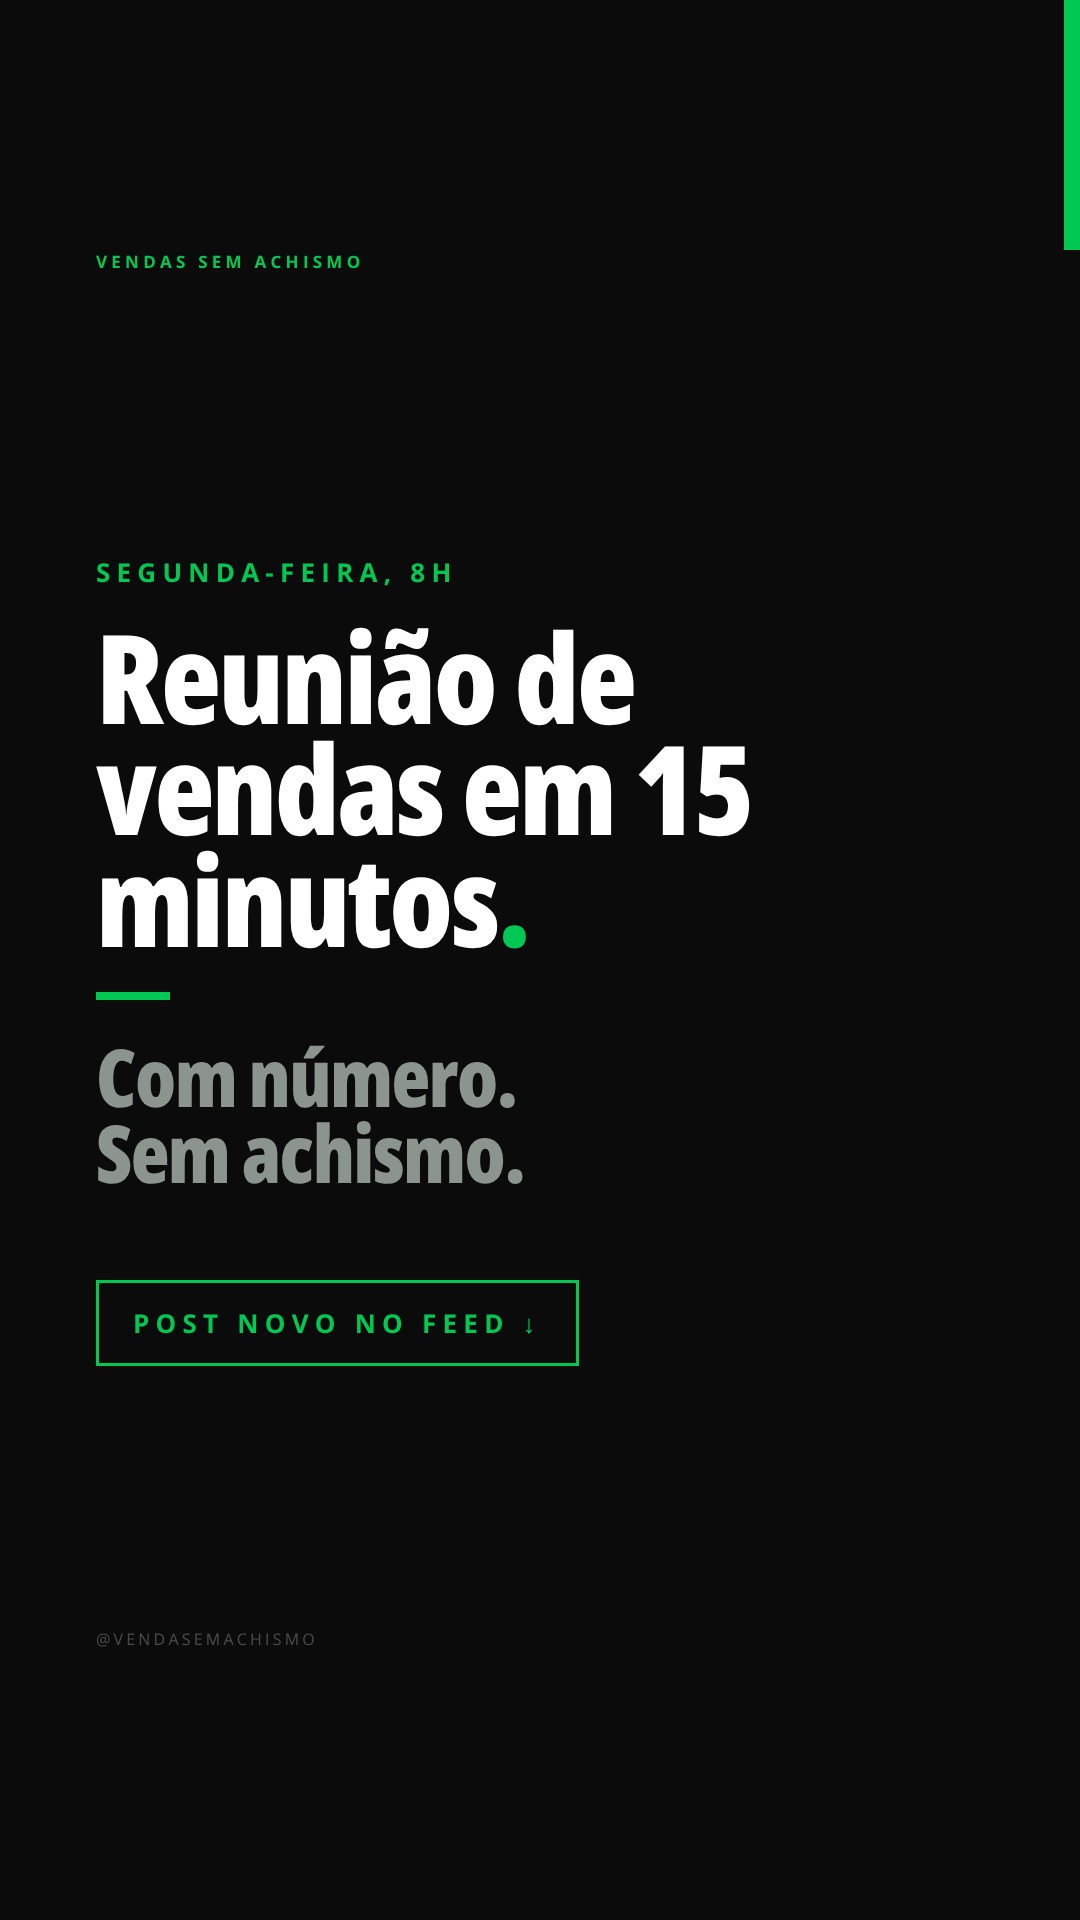 VENDAS SEM ACHISMO
SEGUNDA-FEIRA, 8H
Reunião de
vendas em 15
minutos.
Com número.
Sem achismo.
POST NOVO NO FEED ↓
@VENDASEMACHISMO